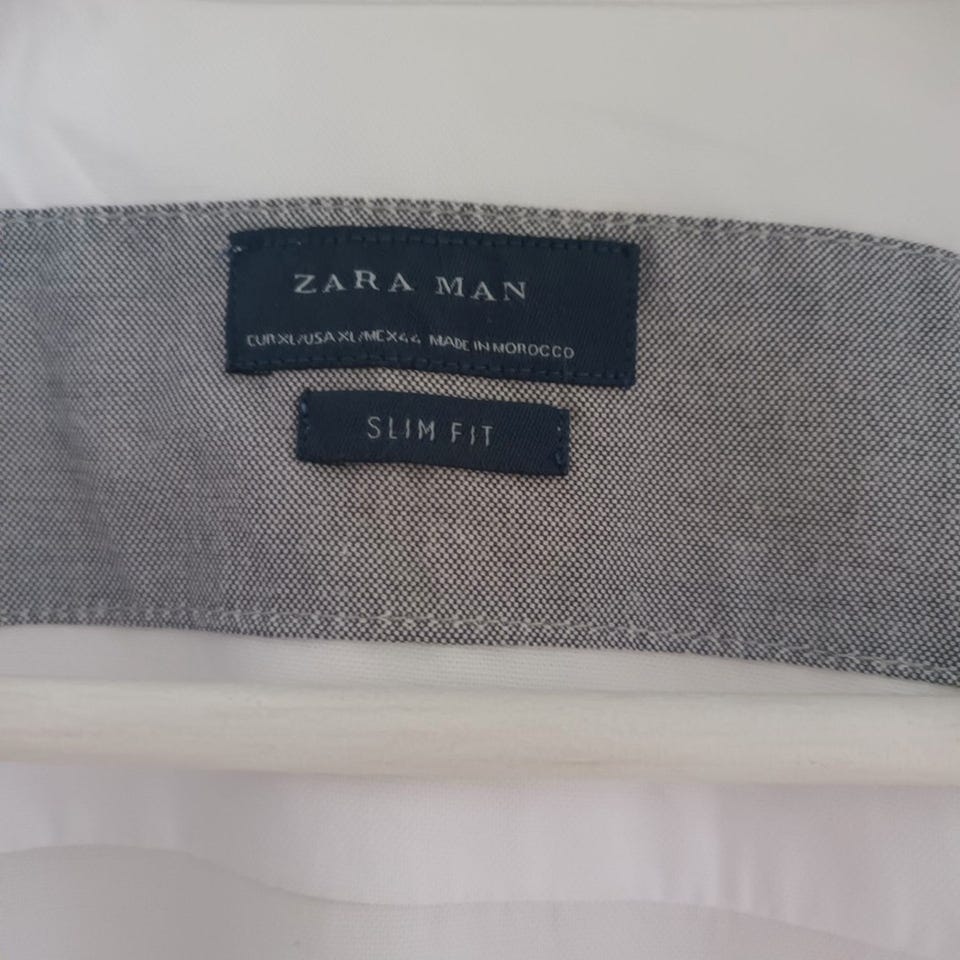 ZARA MAN
EUR XL/USA XL/MEX 44 MADE IN MOROCCO
SLIM FIT